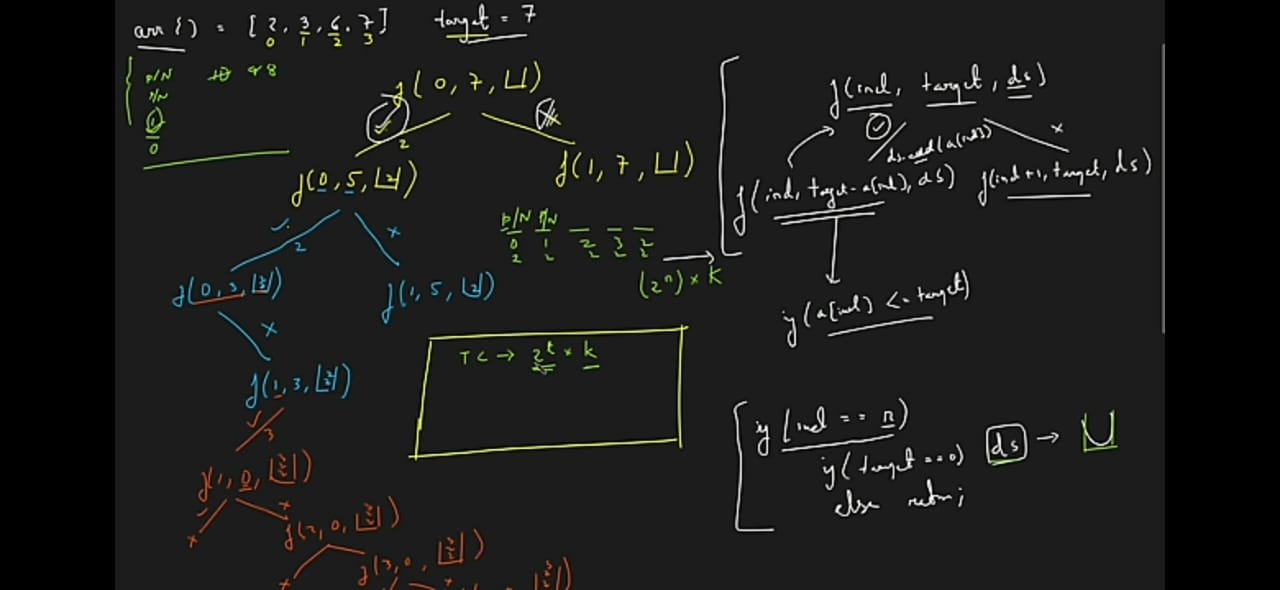 arr{} = [2, 3, 6, 7] target = 7
0 1 2 3
P/N
P/N
1
0
f(0, 7, [ ])
2
f(0, 5, [2])
f(1, 7, [ ])
2
x
f(0, 3, [2 2])
f(1, 5, [2])
x
f(1, 3, [2 2])
3
f(1, 0, [3 2 2])
x
x
f(2, 0, [3 2 2])
x
f(3, 0, [3 2 2])
P/N P/N _ _ _
0 1 2 3 2
2 2 2 2 2
(2^n) × k
TC → 2^t × k
f(ind, target, ds)
ds.add(a[ind])
x
f(ind, target-a[ind], ds)
f(ind+1, target, ds)
if (a[ind] <= target)
if (ind == n)
if (target == 0) ds →
else return;